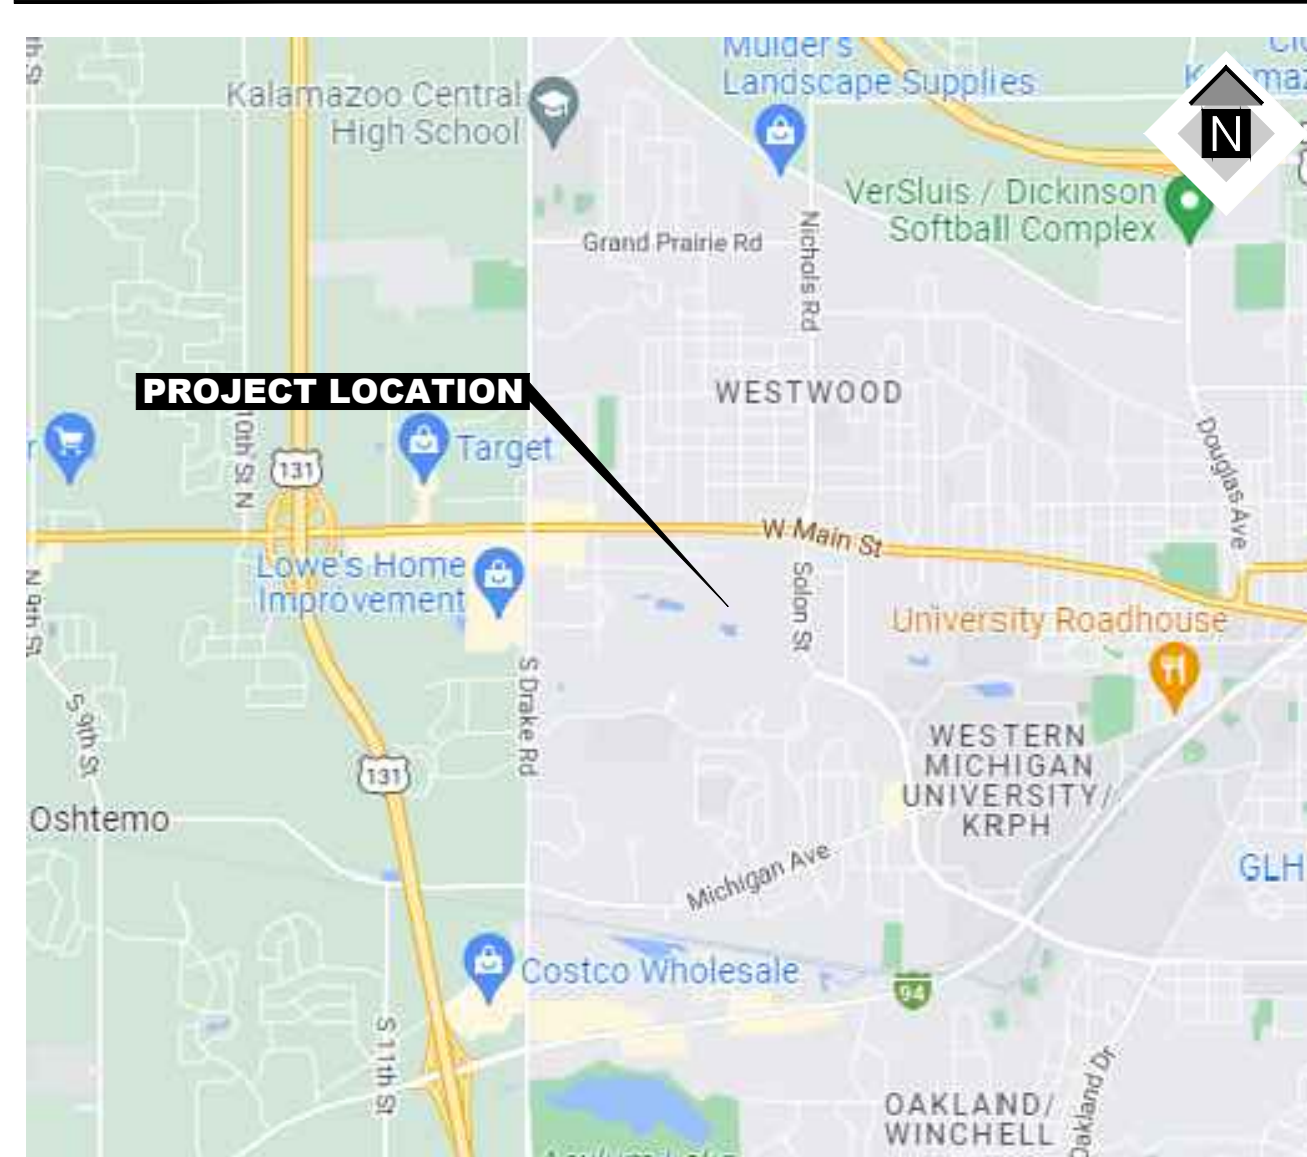 Mulder's
Landscape Supplies
Kalamazoo Central
High School
N
VerSluis / Dickinson
Softball Complex
Grand Prairie Rd
Nichols Rd
PROJECT LOCATION
WESTWOOD
10th St N
131
Target
Douglas Ave
W Main St
Lowe's Home
Improvement
N 9th St
Solon St
University Roadhouse
S Drake Rd
S 9th St
131
WESTERN
MICHIGAN
UNIVERSITY/
KRPH
Oshtemo
Michigan Ave
GLH
Costco Wholesale
94
S 11th St
Oakland Dr
OAKLAND/
WINCHELL